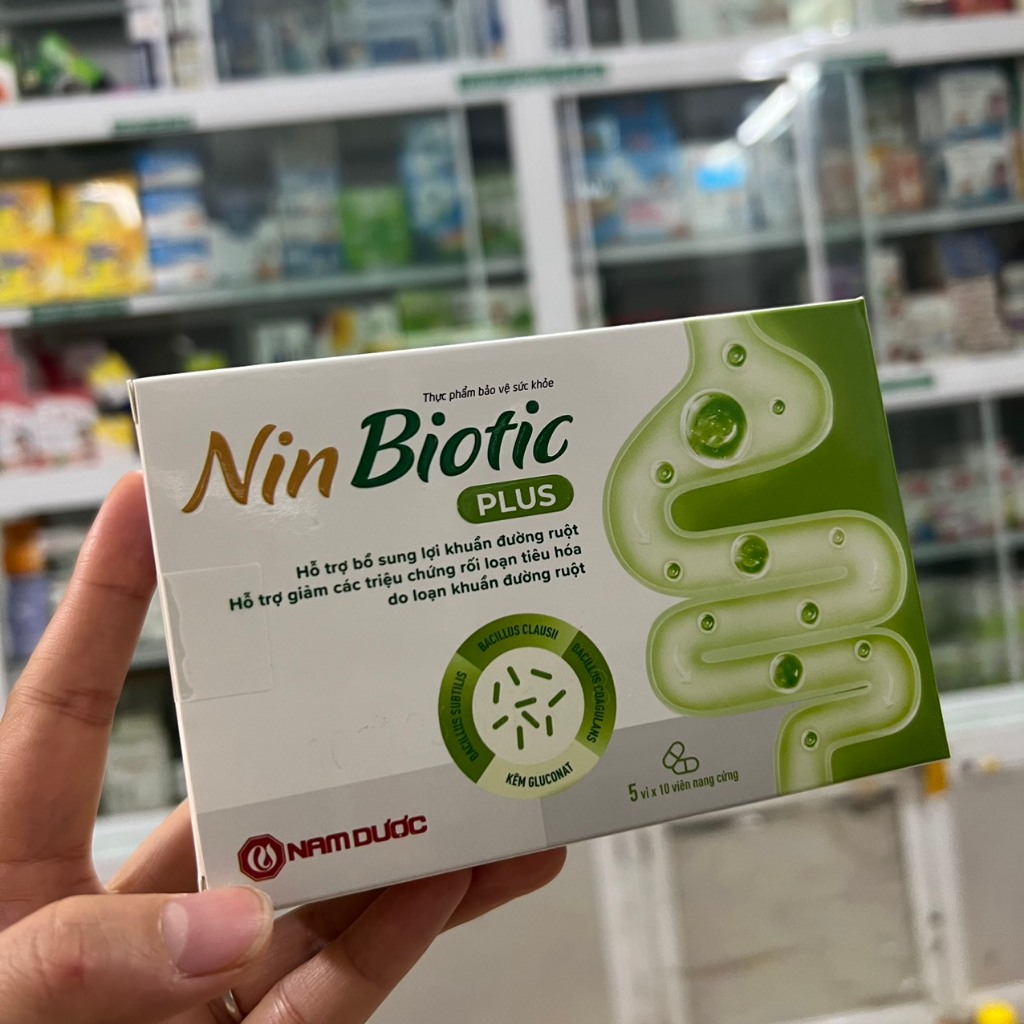 Thực phẩm bảo vệ sức khỏe
Nin Biotic
PLUS
Hỗ trợ bổ sung lợi khuẩn đường ruột
Hỗ trợ giảm các triệu chứng rối loạn tiêu hóa
do loạn khuẩn đường ruột
BACILLUS CLAUSII
BACILLUS COAGULANS
BACILLUS SUBTILIS
KẼM GLUCONAT
5 vỉ x 10 viên nang cứng
NAM DƯỢC